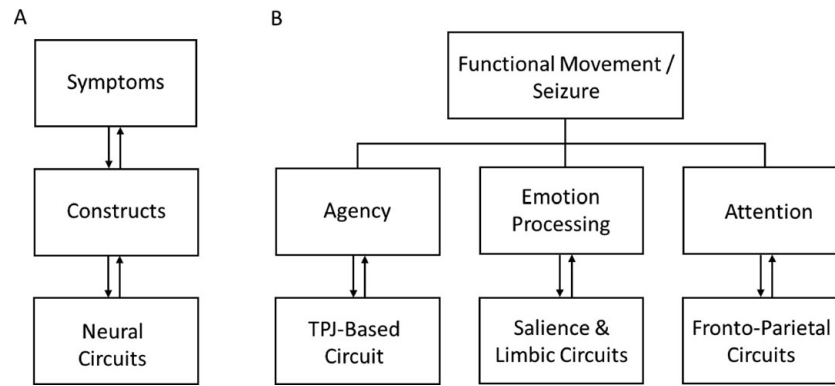 A
Symptoms
Constructs
Neural
Circuits
B
Functional Movement /
Seizure
Agency
Emotion
Processing
Attention
TPJ-Based
Circuit
Salience &
Limbic Circuits
Fronto-Parietal
Circuits